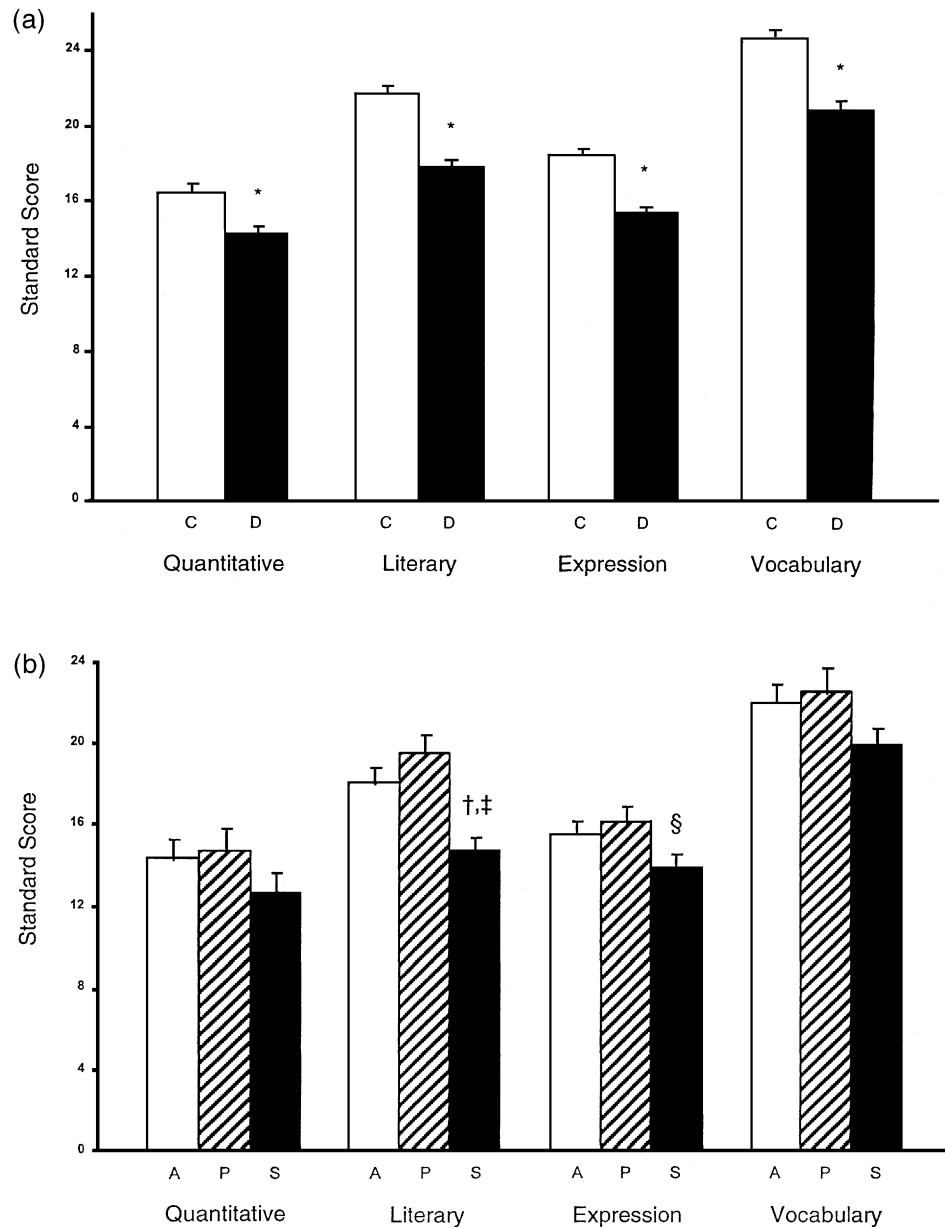 (a)
24
20
16
12
8
4
0
Standard Score
*
*
*
*
C D C D C D C D
Quantitative Literary Expression Vocabulary
(b)
24
20
16
12
8
4
0
Standard Score
†,‡
§
A P S A P S A P S A P S
Quantitative Literary Expression Vocabulary